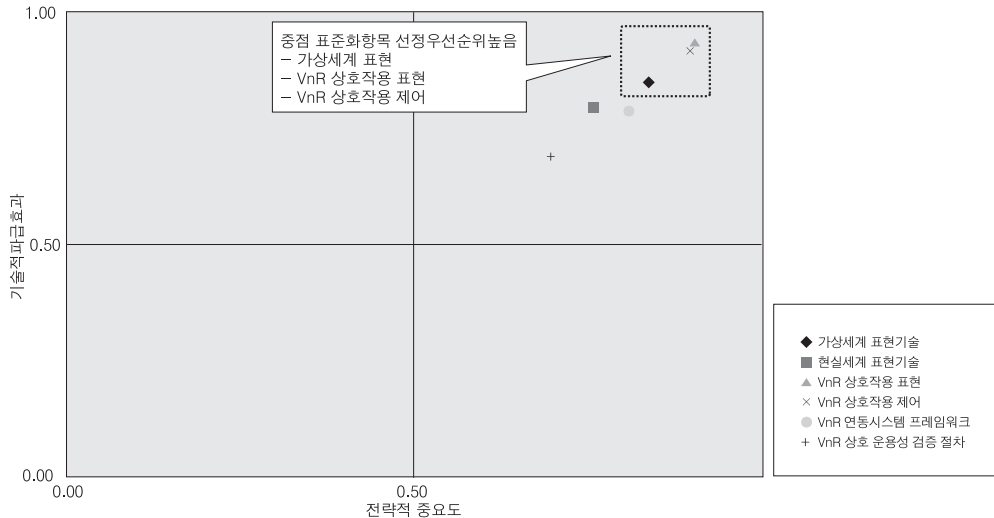 1.00
중점 표준화항목 선정우선순위높음
– 가상세계 표현
– VnR 상호작용 표현
– VnR 상호작용 제어
기술적파급효과
0.50
0.00
0.00
0.50
전략적 중요도
가상세계 표현기술
현실세계 표현기술
VnR 상호작용 표현
VnR 상호작용 제어
VnR 연동시스템 프레임워크
VnR 상호 운용성 검증 절차